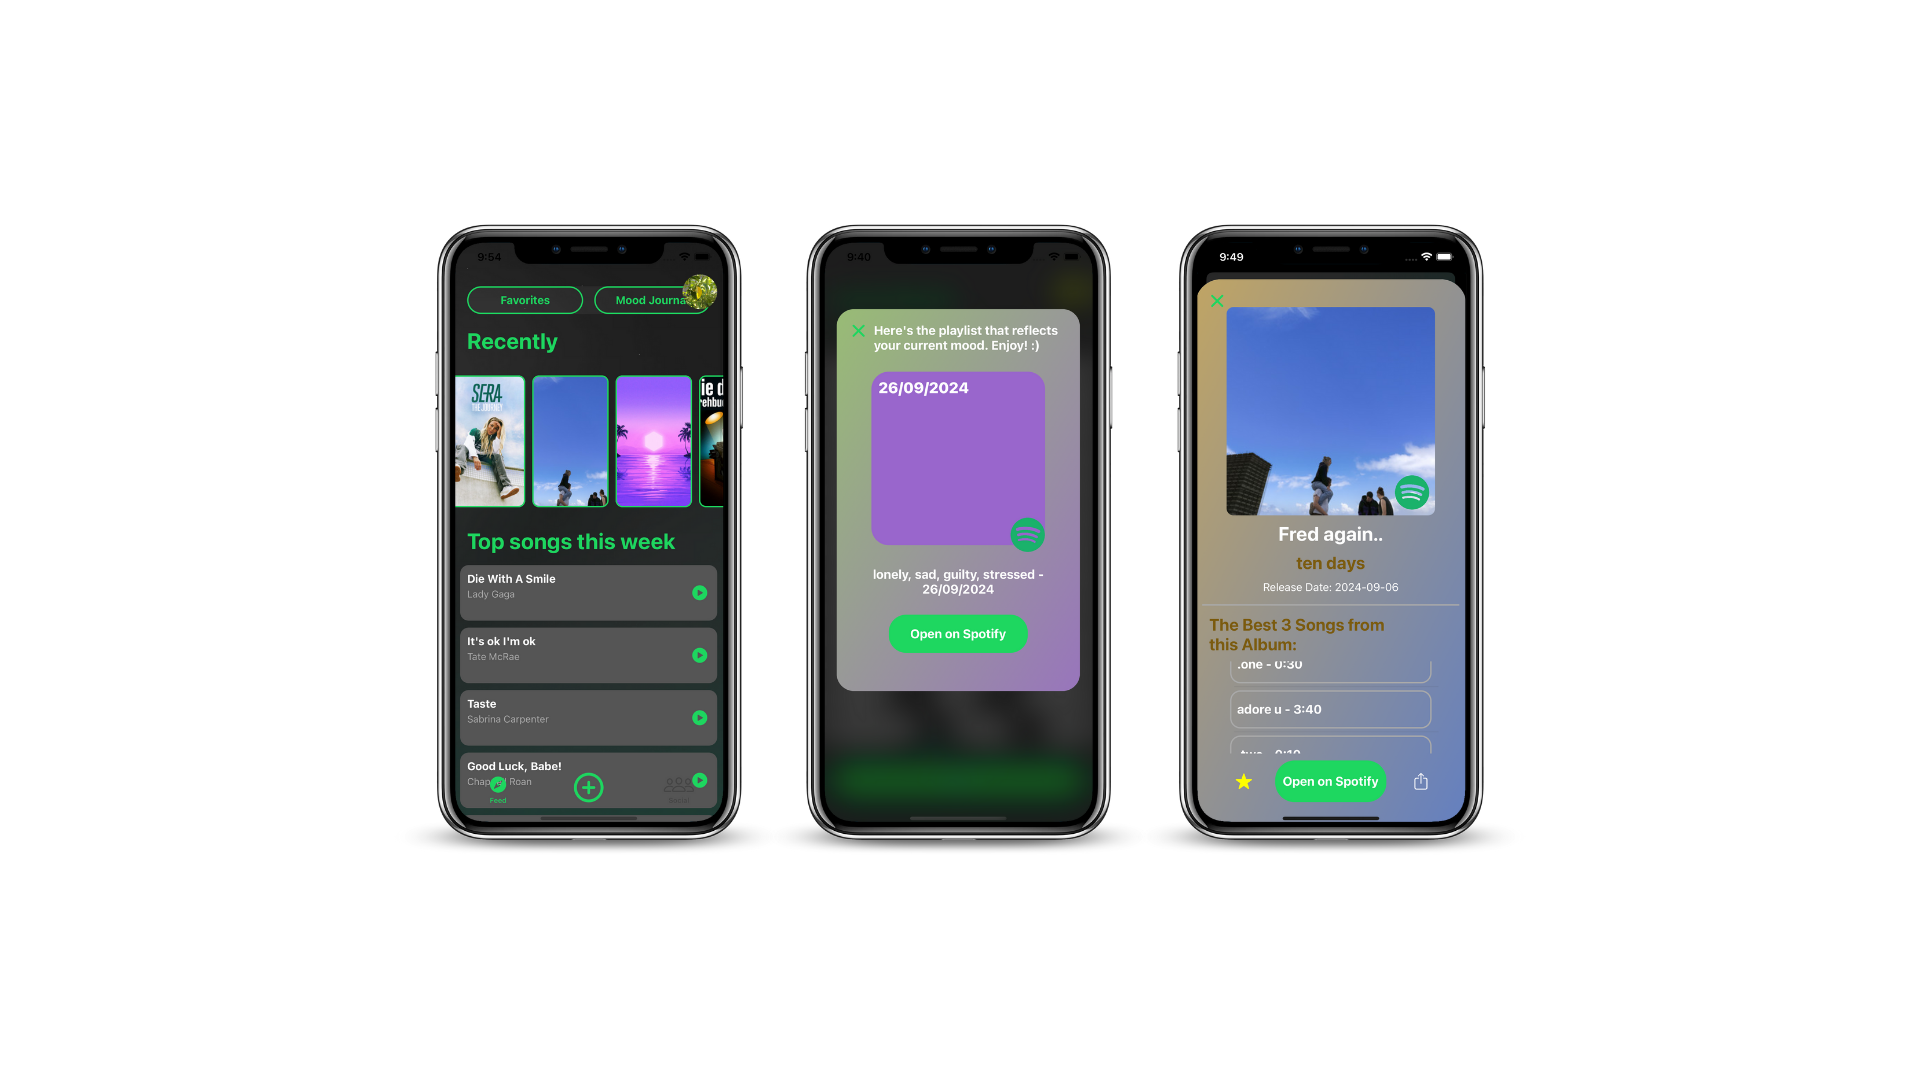 9:54
Favorites
Mood Journa
Recently
SERA
THE JOURNEY
ie d
rehbu
Top songs this week
Die With A Smile
Lady Gaga
It's ok I'm ok
Tate McRae
Taste
Sabrina Carpenter
Good Luck, Babe!
Roan
Feed
9:40
Here's the playlist that reflects
your current mood. Enjoy! :)
26/09/2024
lonely, sad, guilty, stressed -
26/09/2024
Open on Spotify
9:49
Fred again..
ten days
Release Date: 2024-09-06
The Best 3 Songs from
this Album:
.one - 0:30
adore u - 3:40
.two - 0:10
Open on Spotify